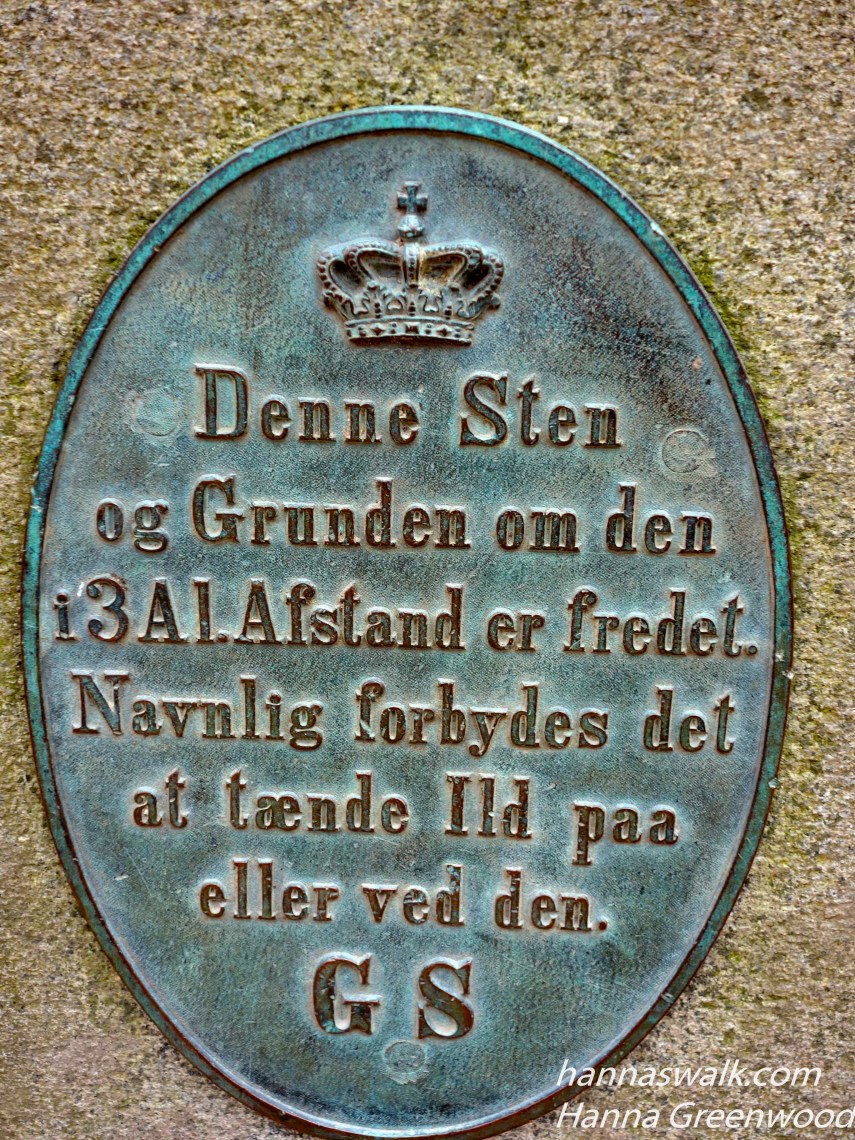 Denne Sten
og Grunden om den
i 3 Al. Afstand er fredet.
Navnlig forbydes det
at tænde Ild paa
eller ved den.
G S
hannaswalk.com
Hanna Greenwood